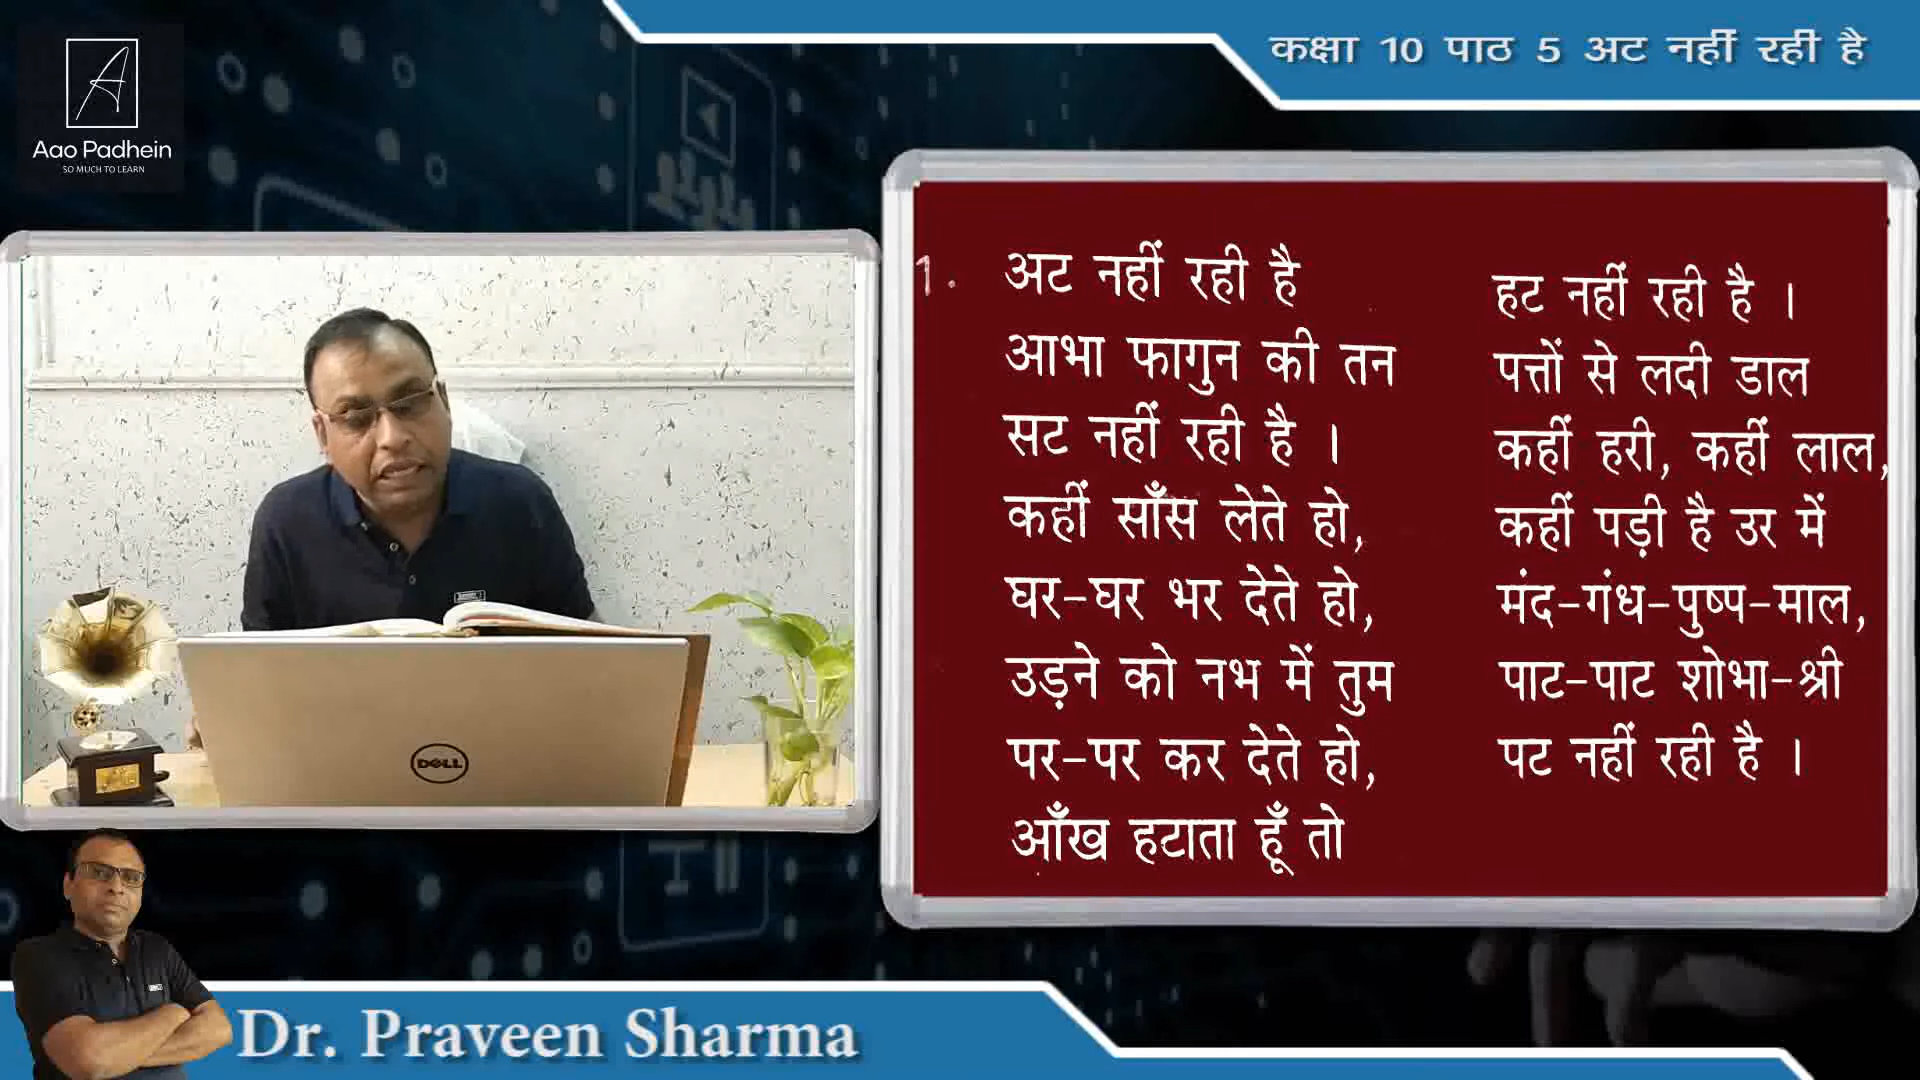 Aao Padhein
SO MUCH TO LEARN
कक्षा 10 पाठ 5 अट नहीं रही है
1.
अट नहीं रही है
आभा फागुन की तन
सट नहीं रही है ।
कहीं साँस लेते हो,
घर-घर भर देते हो,
उड़ने को नभ में तुम
पर-पर कर देते हो,
आँख हटाता हूँ तो
हट नहीं रही है ।
पत्तों से लदी डाल
कहीं हरी, कहीं लाल,
कहीं पड़ी है उर में
मंद-गंध-पुष्प-माल,
पाट-पाट शोभा-श्री
पट नहीं रही है ।
DELL
Dr. Praveen Sharma